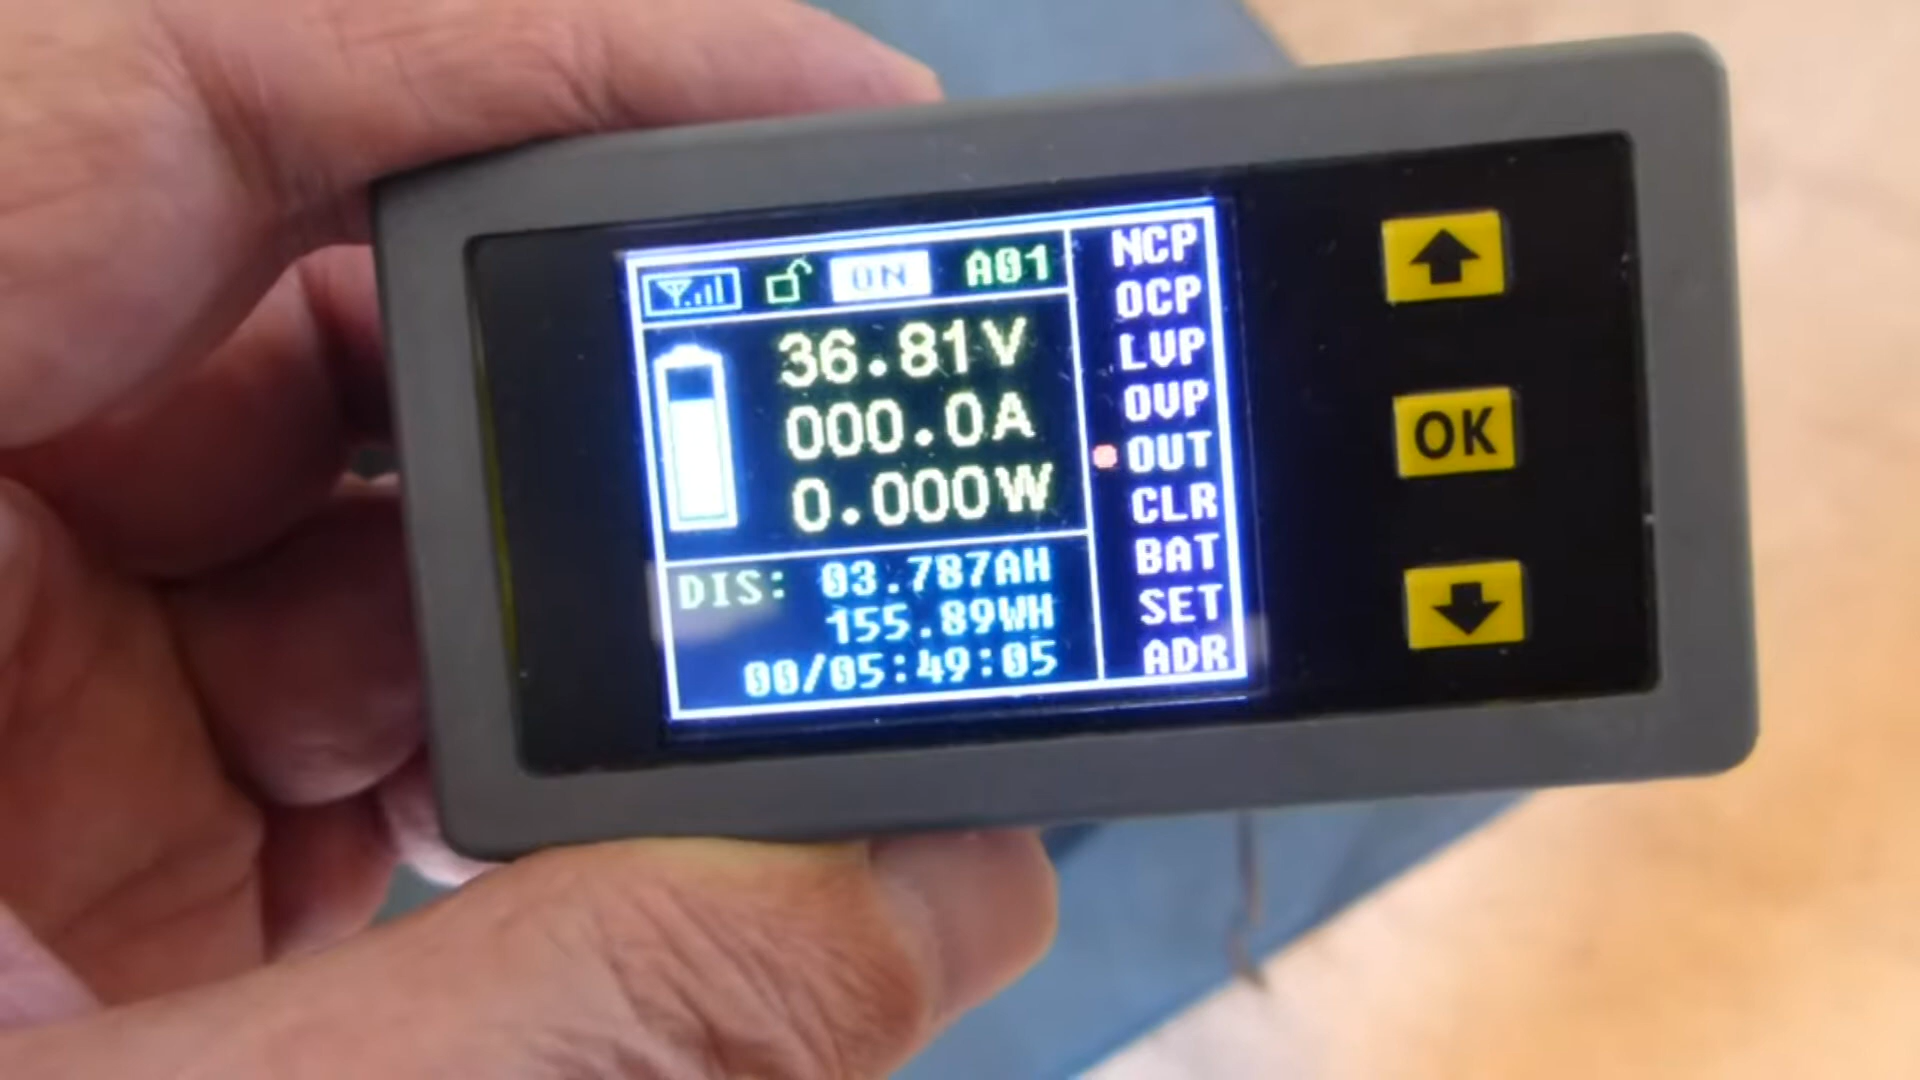 ON A01
36.81V
000.0A
0.000W
DIS: 03.787AH
155.89WH
00/05:49:05
NCP
OCP
LVP
OVP
OUT
CLR
BAT
SET
ADR
OK